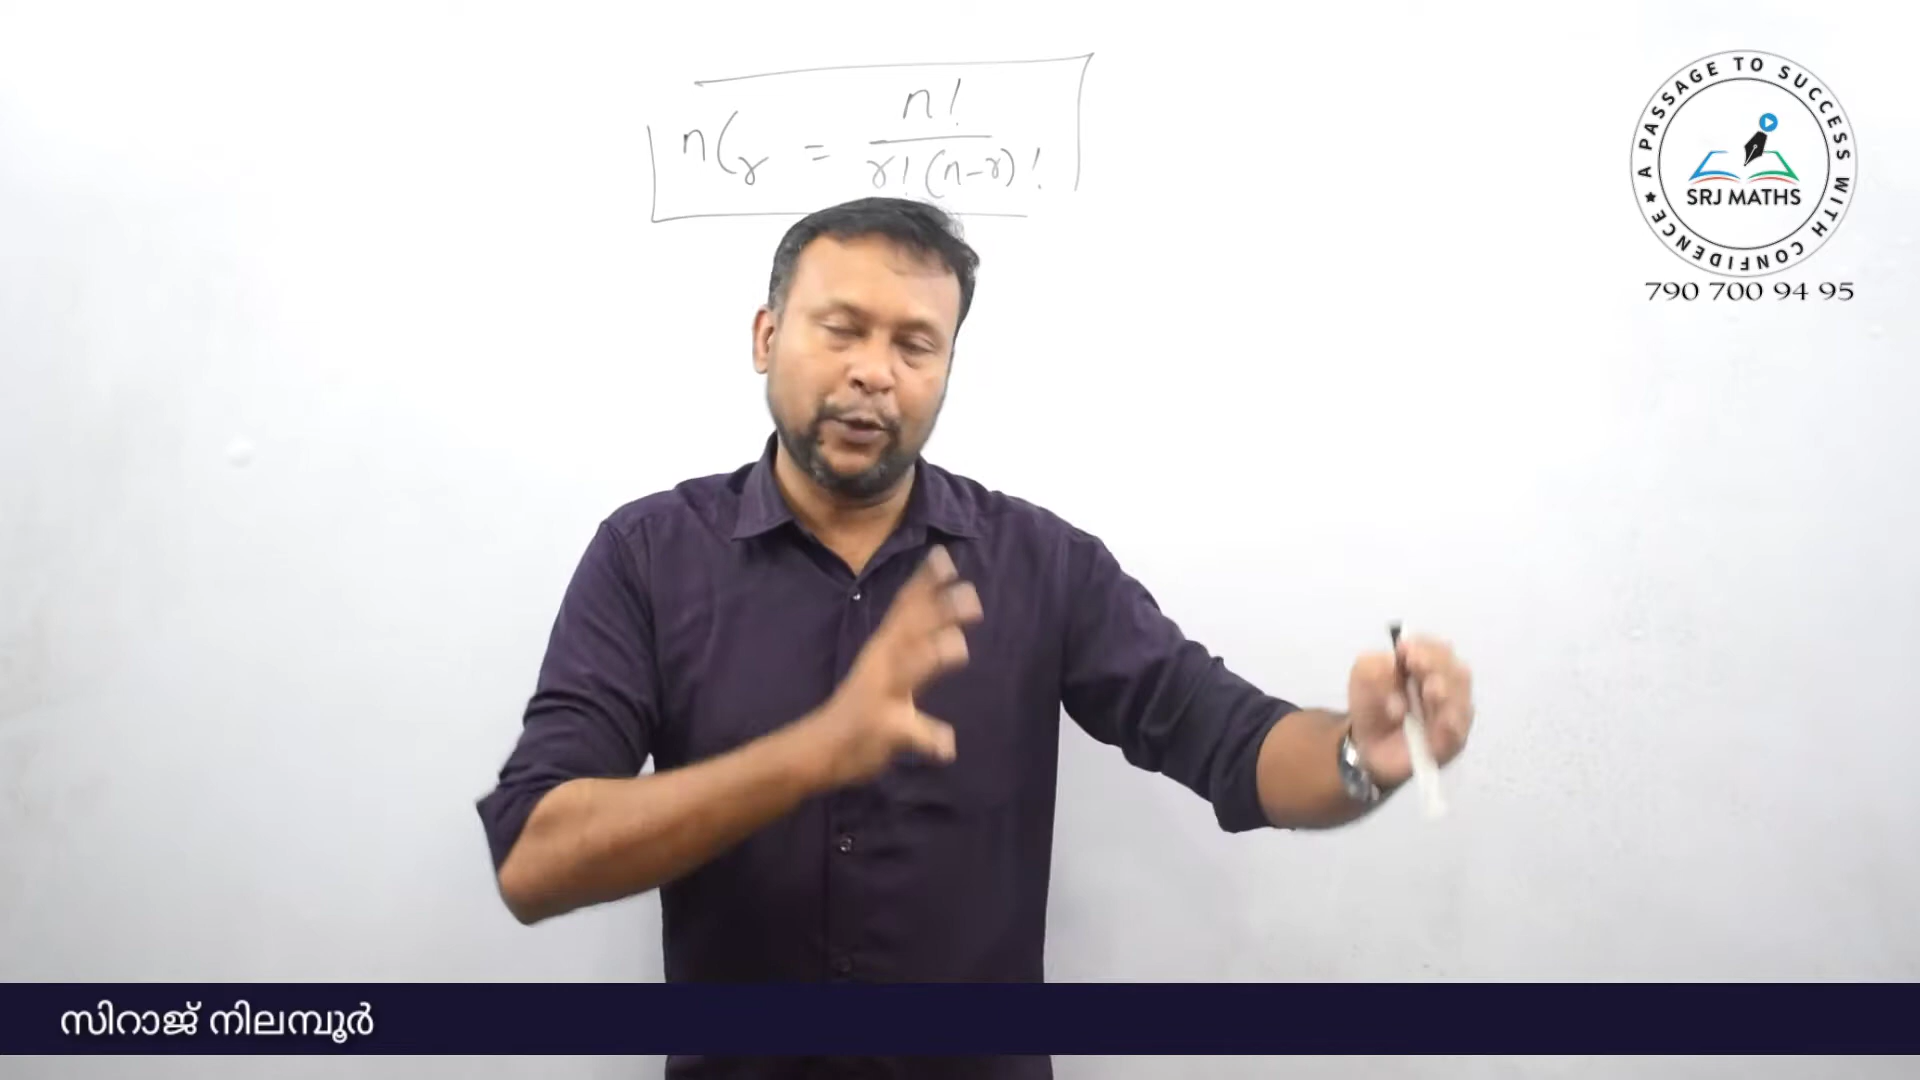 nCr = n! / r!(n-r)!
A PASSAGE TO SUCCESS WITH CONFIDENCE ★
SRJ MATHS
790 700 94 95
സിറാജ് നിലമ്പൂർ